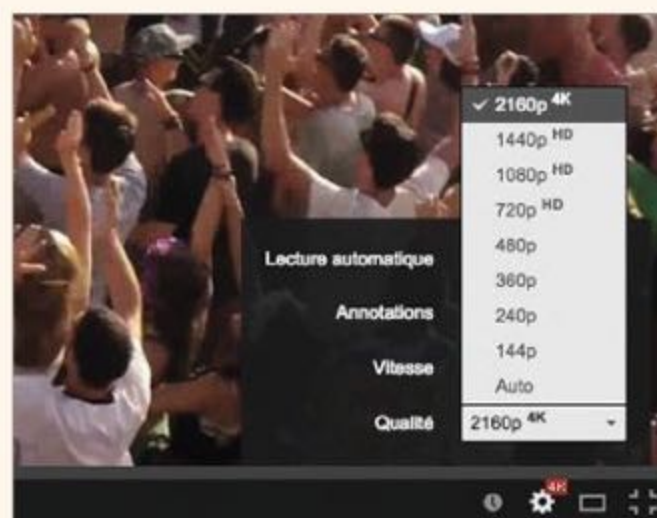 ✓ 2160p 4K
1440p HD
1080p HD
720p HD
480p
360p
240p
144p
Auto
Lecture automatique
Annotations
Vitesse
Qualité 2160p 4K
4K